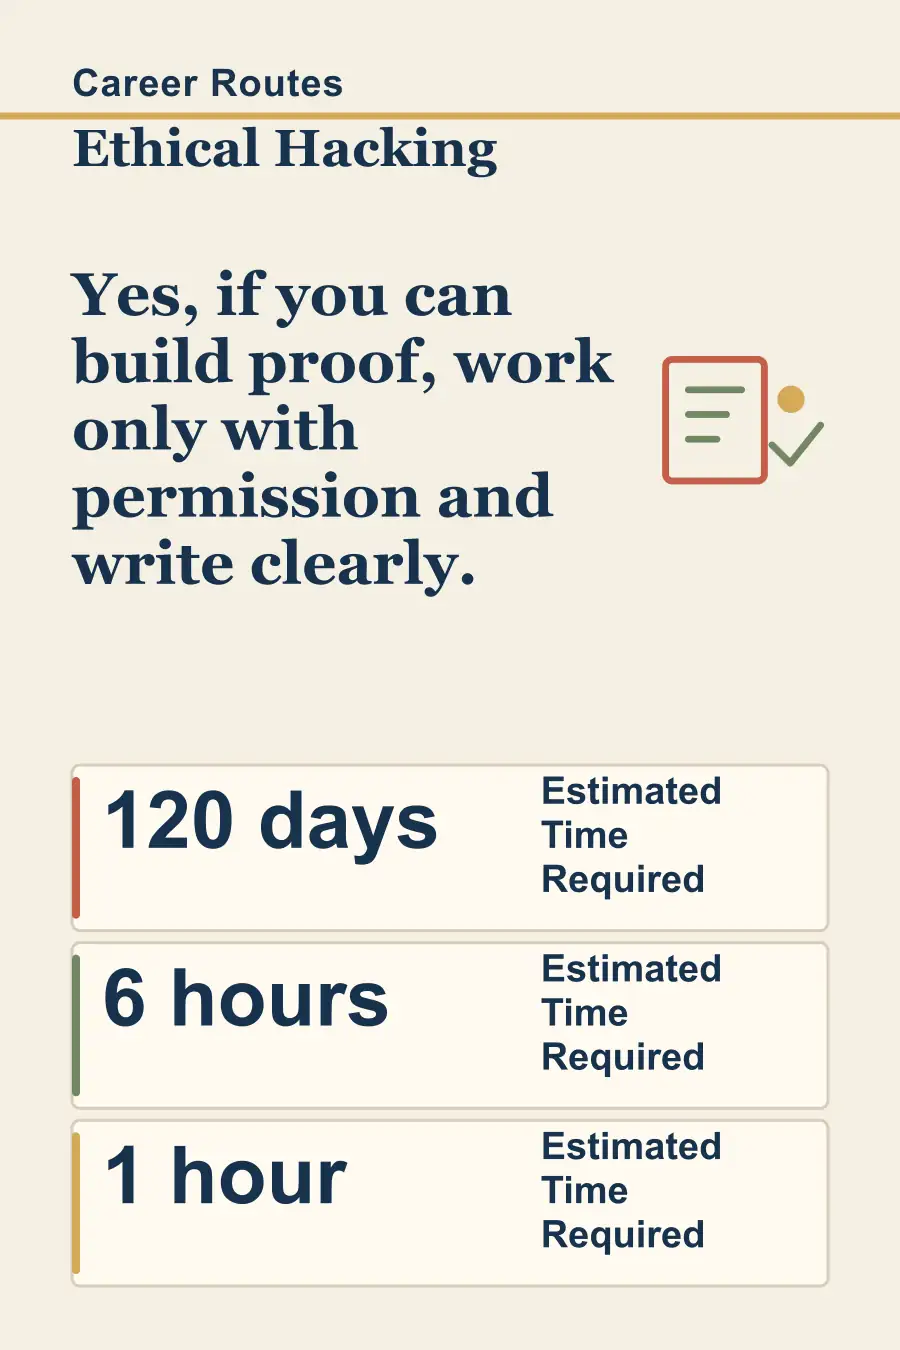 Career Routes
Ethical Hacking
Yes, if you can
build proof, work
only with
permission and
write clearly.
120 days
Estimated
Time
Required
6 hours
Estimated
Time
Required
1 hour
Estimated
Time
Required